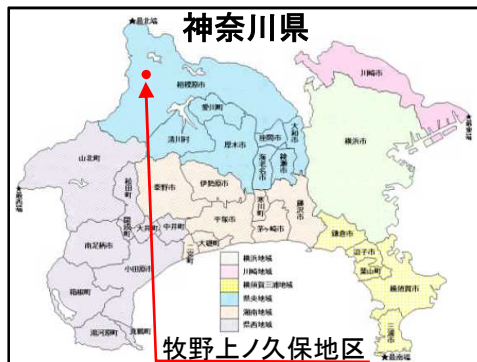 神奈川県
★最北端
川崎市
相模原市
愛川町
★最東端
清川村
厚木市
座間市
大和市
横浜市
海老名市
綾瀬市
山北町
松田町
秦野市
伊勢原市
寒川町
藤沢市
★最西端
開成町
大井町
中井町
平塚市
茅ヶ崎市
鎌倉市
南足柄市
二宮町
大磯町
逗子市
小田原市
葉山町
横須賀市
箱根町
横浜地域
川崎地域
横須賀三浦地域
県央地域
湘南地域
県西地域
三浦市
湯河原町
真鶴町
★最南端
牧野上ノ久保地区